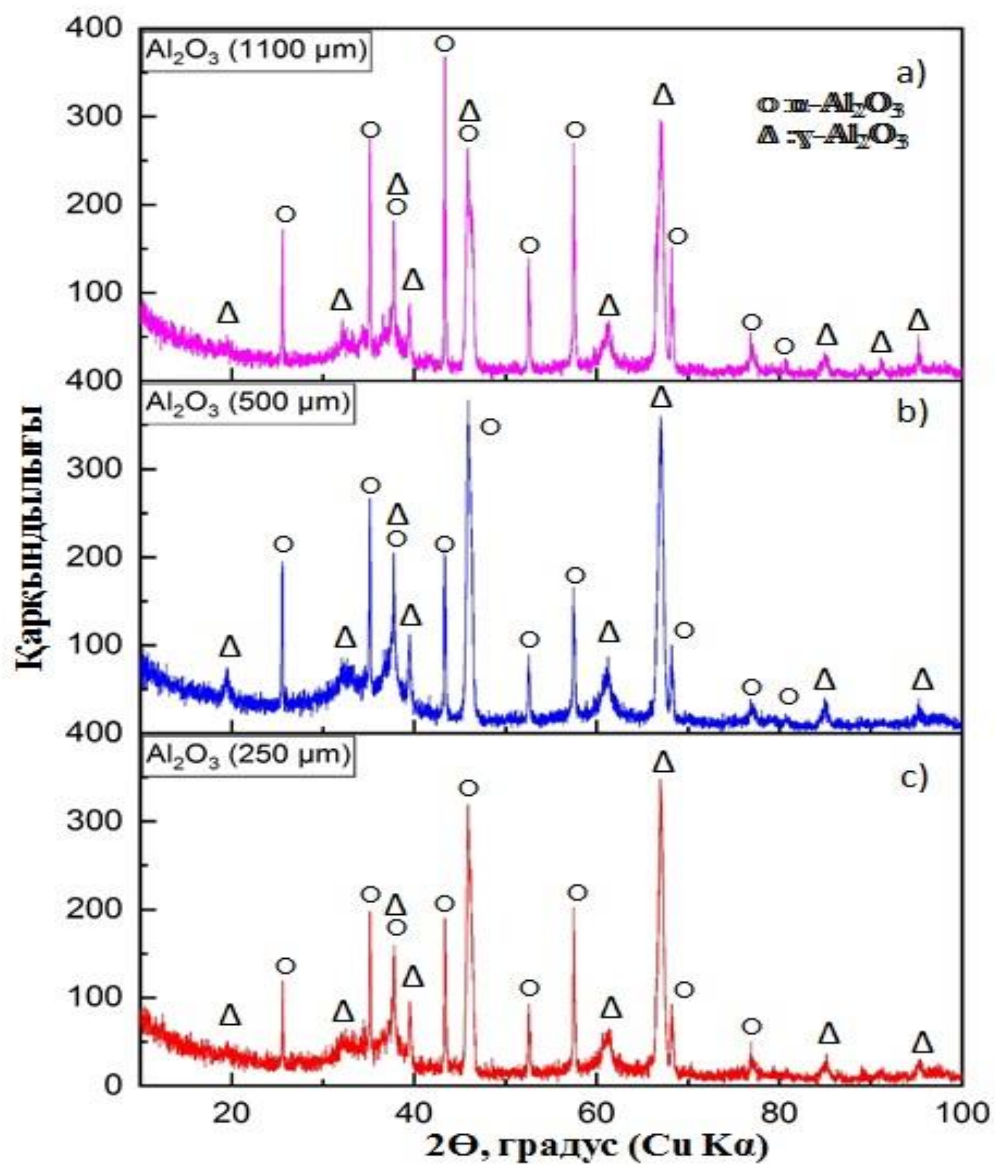 400
Al₂O₃ (1100 µm)
a)
O :α-Al₂O₃
Δ :γ-Al₂O₃
300
200
100
400
Al₂O₃ (500 µm)
b)
300
200
100
400
Al₂O₃ (250 µm)
c)
300
200
100
0
20 40 60 80 100
2Ө, градус (Cu Kα)
Қарқындылығы